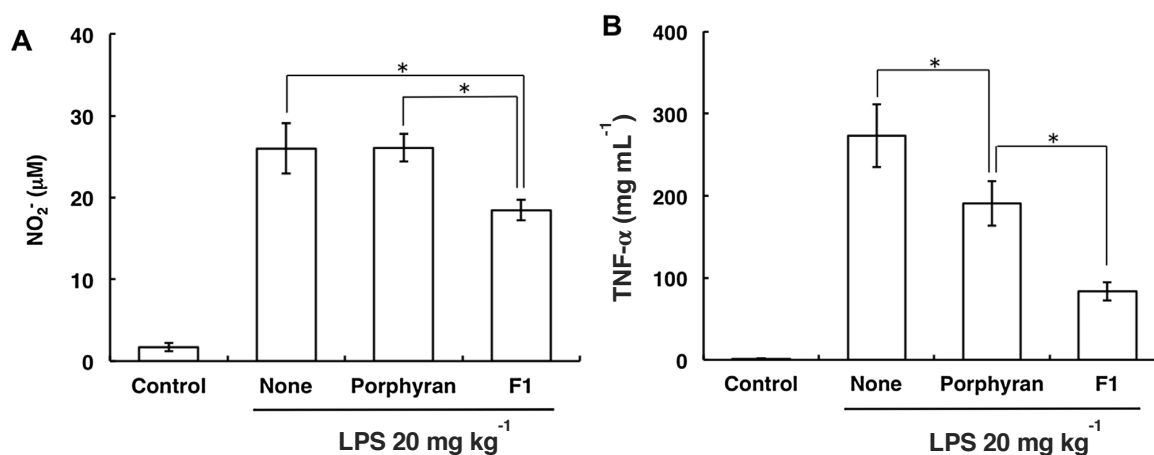 A
NO₂- (μM)
40
30
20
10
0
* 
*
Control None Porphyran F1
LPS 20 mg kg⁻¹
B
TNF-α (mg mL⁻¹)
400
300
200
100
0
*
*
Control None Porphyran F1
LPS 20 mg kg⁻¹